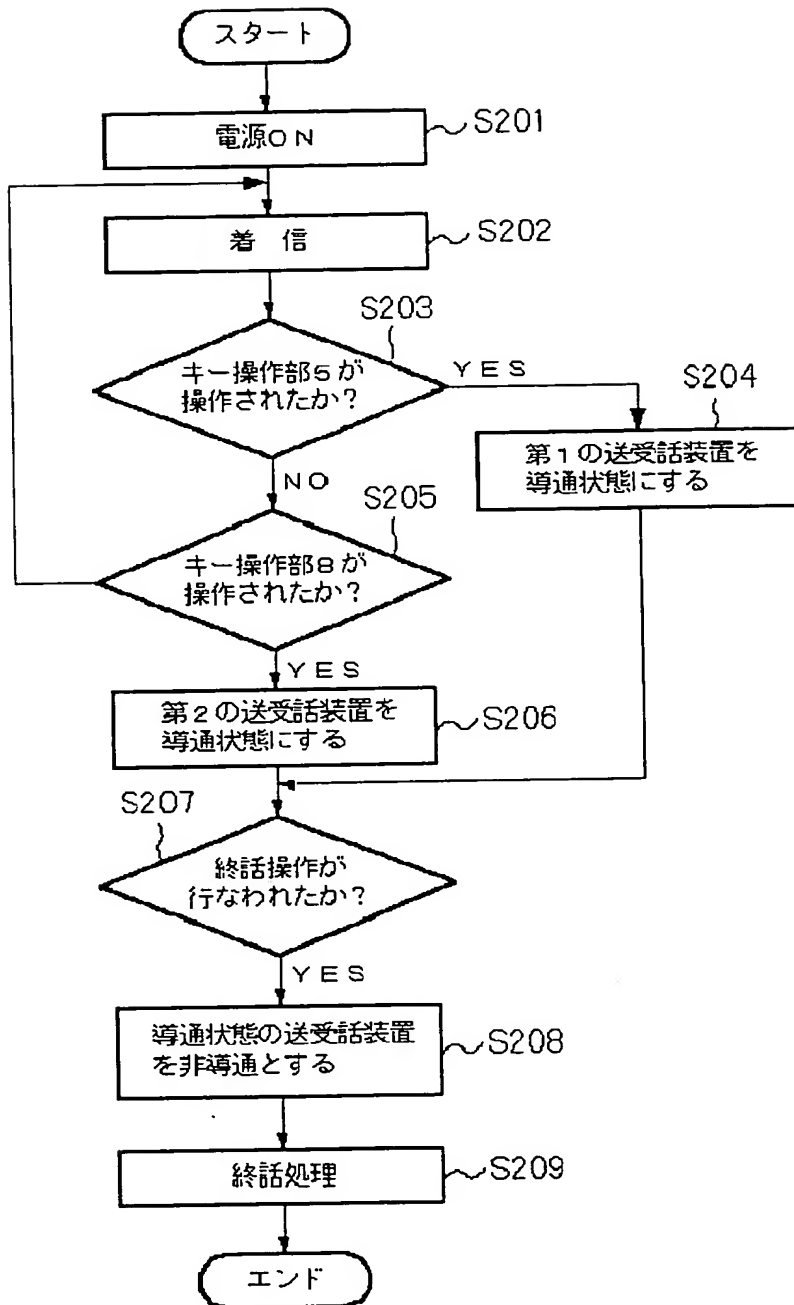 スタート
電源ON
S201
着 信
S202
S203
キー操作部5が
操作されたか?
YES
S204
第1の送受話装置を
導通状態にする
NO
S205
キー操作部8が
操作されたか?
YES
第2の送受話装置を
導通状態にする
S206
S207
終話操作が
行なわれたか?
YES
導通状態の送受話装置
を非導通とする
S208
終話処理
S209
エンド